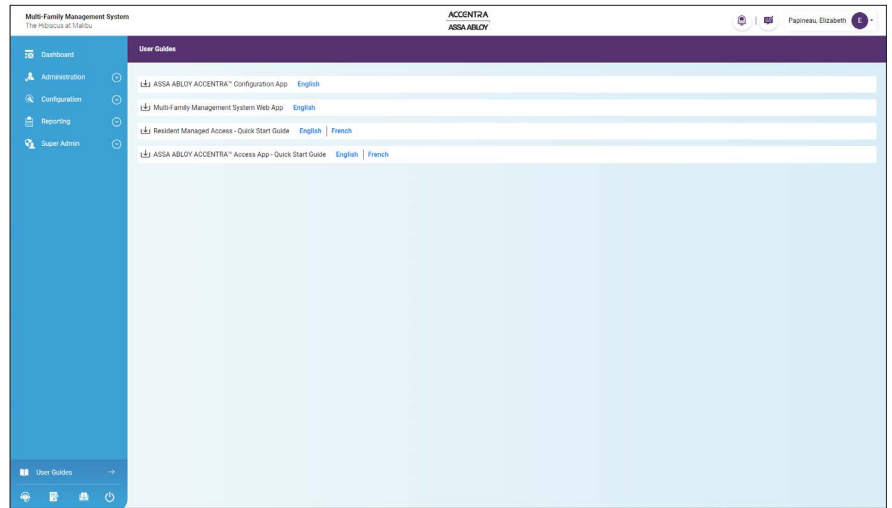 Multi-Family Management System
The Hibiscus at Malibu
ACCENTRA
ASSA ABLOY
Papineau, Elizabeth E
Dashboard
Administration
Configuration
Reporting
Super Admin
User Guides
ASSA ABLOY ACCENTRA™ Configuration App English
Multi-Family Management System Web App English
Resident Managed Access - Quick Start Guide English | French
ASSA ABLOY ACCENTRA™ Access App - Quick Start Guide English | French
User Guides